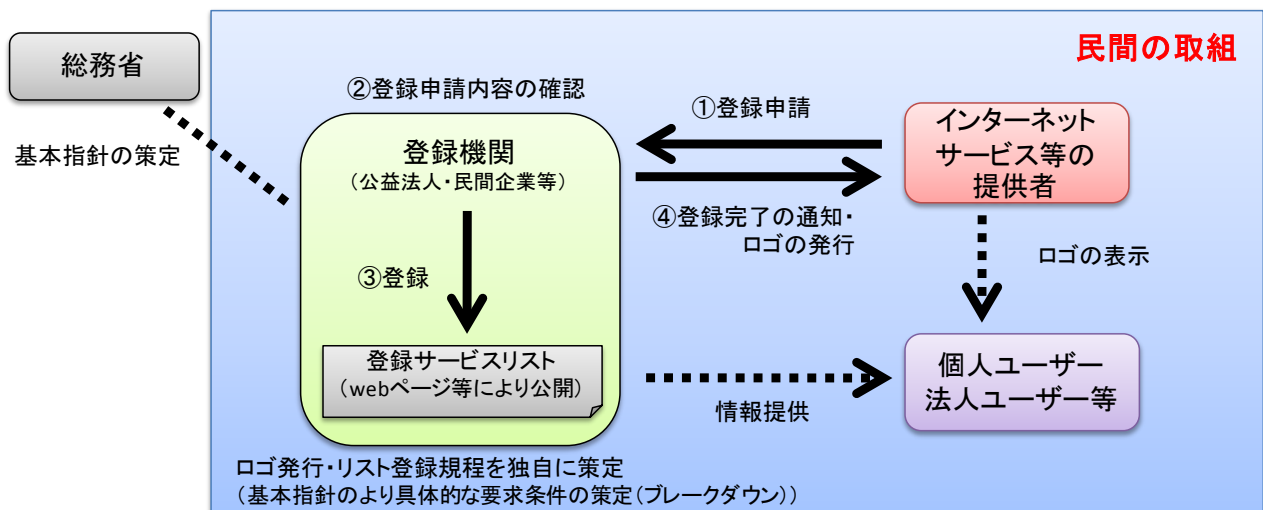 民間の取組
総務省
基本指針の策定
②登録申請内容の確認
登録機関
（公益法人・民間企業等）
③登録
登録サービスリスト
（webページ等により公開）
①登録申請
④登録完了の通知・
ロゴの発行
インターネット
サービス等の
提供者
ロゴの表示
情報提供
個人ユーザー
法人ユーザー等
ロゴ発行・リスト登録規程を独自に策定
（基本指針のより具体的な要求条件の策定（ブレークダウン））